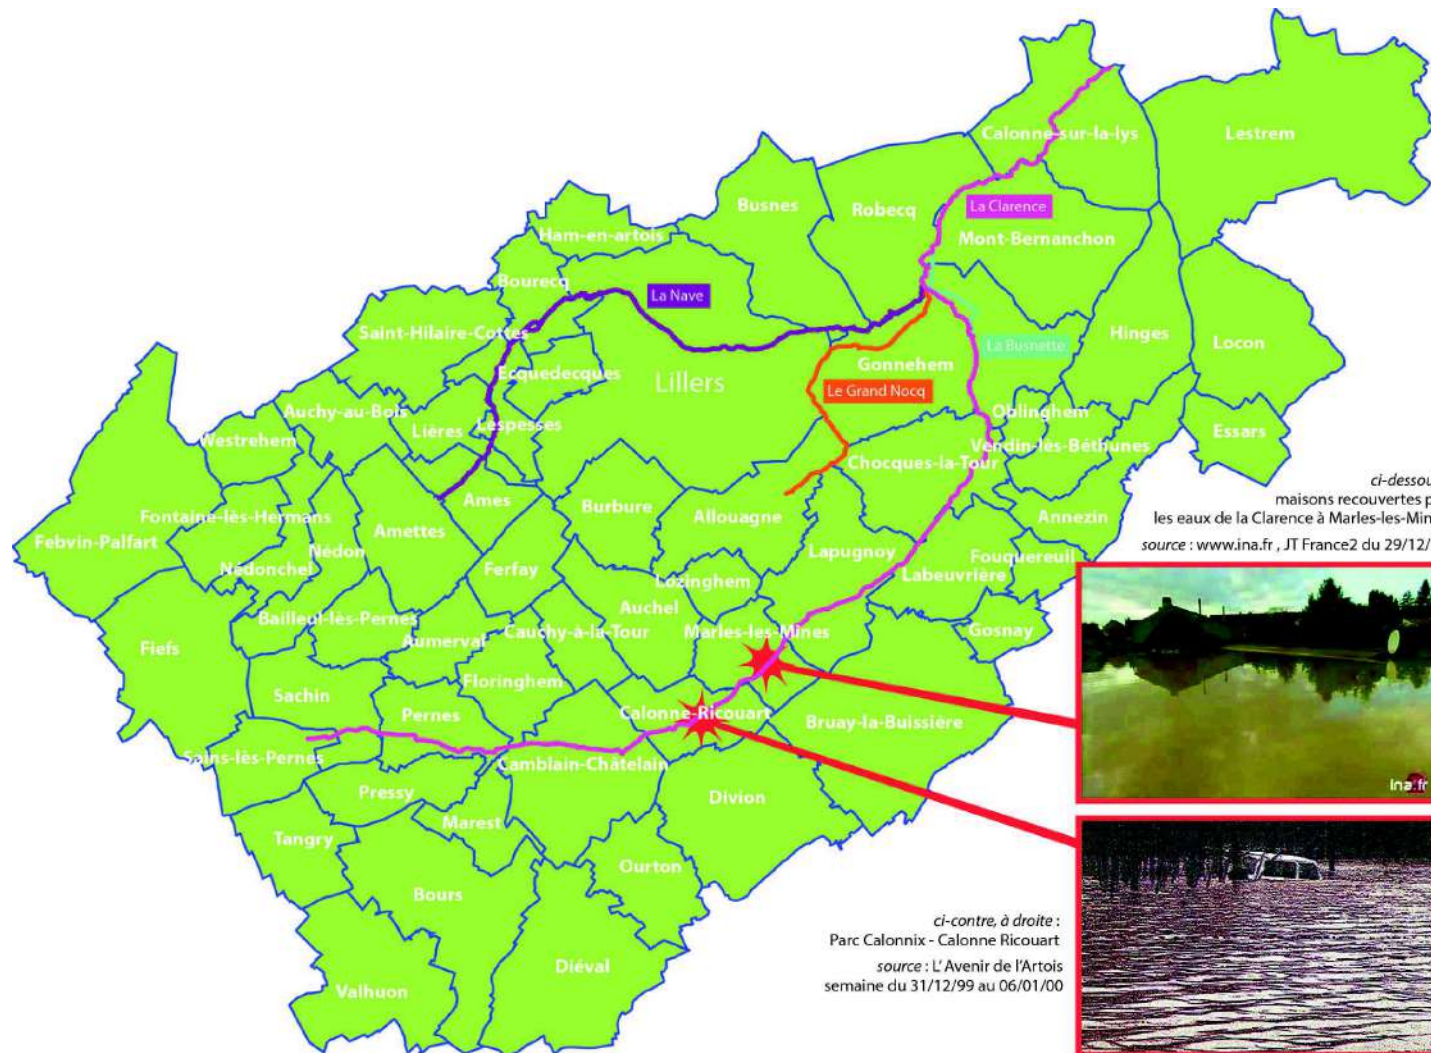 Calonne-sur-la-lys
Lestrem
Busnes
Robecq
La Clarence
Ham-en-artois
Mont-Bernanchon
Bourecq
La Nave
Saint-Hilaire-Cottes
La Busnette
Hinges
Locon
Ecquedecques
Lillers
Gonnehem
Le Grand Nocq
Auchy-au-Bois
Lières
Lespesses
Oblinghem
Essars
Westrehem
Vendin-lès-Béthunes
Chocques-la-Tour
Ames
Burbure
Allouagne
Annezin
Fontaine-lès-Hermans
Amettes
Febvin-Palfart
Nédon
Lapugnoy
Fouquereuil
Nédonchel
Ferfay
Lozinghem
Labeuvrière
Auchel
Bailleul-lès-Pernes
Aumerval
Cauchy-à-la-Tour
Marles-les-Mines
Gosnay
Fiefs
Floringhem
Sachin
Pernes
Calonne-Ricouart
Bruay-la-Buissière
Sains-lès-Pernes
Camblain-Châtelain
Pressy
Divion
Marest
Tangry
Ourton
Bours
Diéval
Valhuon
ci-dessou
maisons recouvertes p
les eaux de la Clarence à Marles-les-Min
source : www.ina.fr , JT France2 du 29/12/
ina.fr
ci-contre, à droite :
Parc Calonnix - Calonne Ricouart
source : L' Avenir de l'Artois
semaine du 31/12/99 au 06/01/00